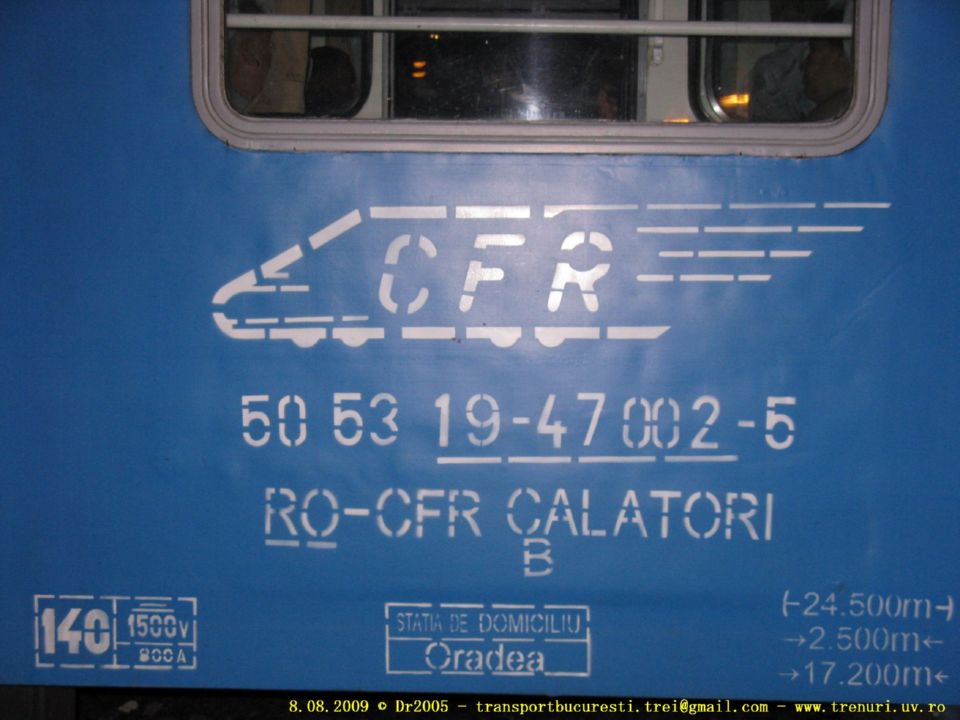 CFR
50 53 19-47 002-5
RO-CFR CALATORI
B
140 1500V
800A
STATIA DE DOMICILIU
Oradea
(-24.500m-)
→2.500m←
→17.200m←
8.08.2009 © Dr2005 - transportbucuresti.trei@gmail.com - www.trenuri.uv.ro